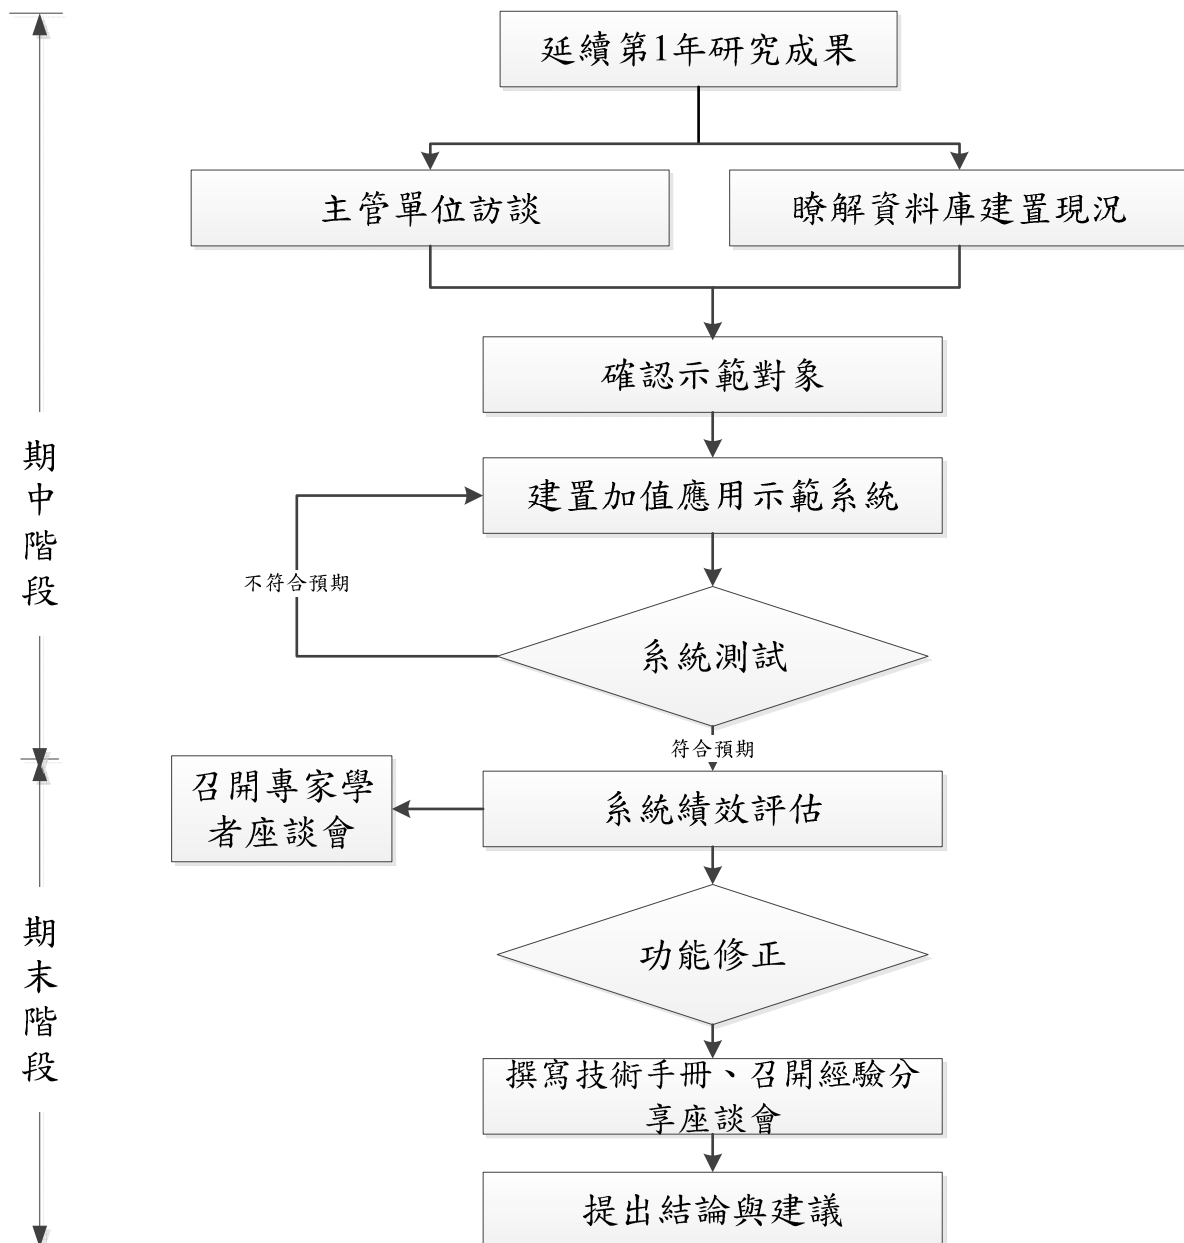 延續第1年研究成果
主管單位訪談
瞭解資料庫建置現況
確認示範對象
期中階段
建置加值應用示範系統
不符合預期
系統測試
符合預期
召開專家學
者座談會
系統績效評估
期末階段
功能修正
撰寫技術手冊、召開經驗分
享座談會
提出結論與建議